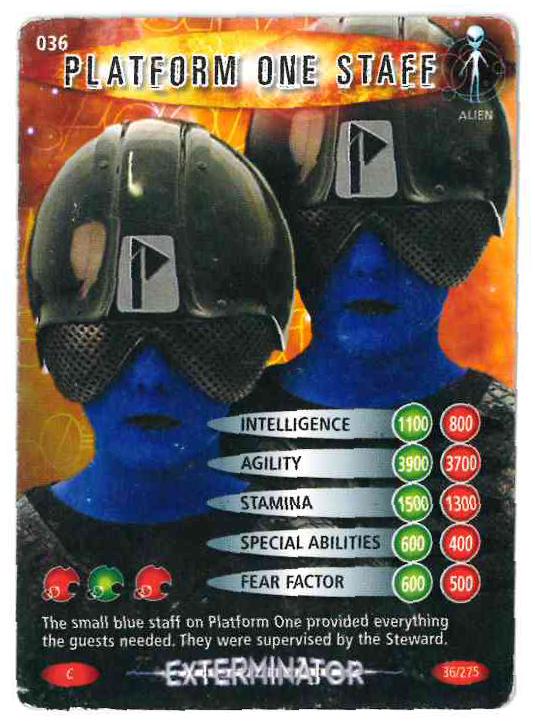 036
PLATFORM ONE STAFF
ALIEN
INTELLIGENCE 1100 800
AGILITY 3900 3700
STAMINA 1500 1300
SPECIAL ABILITIES 600 400
FEAR FACTOR 600 500
The small blue staff on Platform One provided everything
the guests needed. They were supervised by the Steward.
C
EXTERMINATOR
36/275